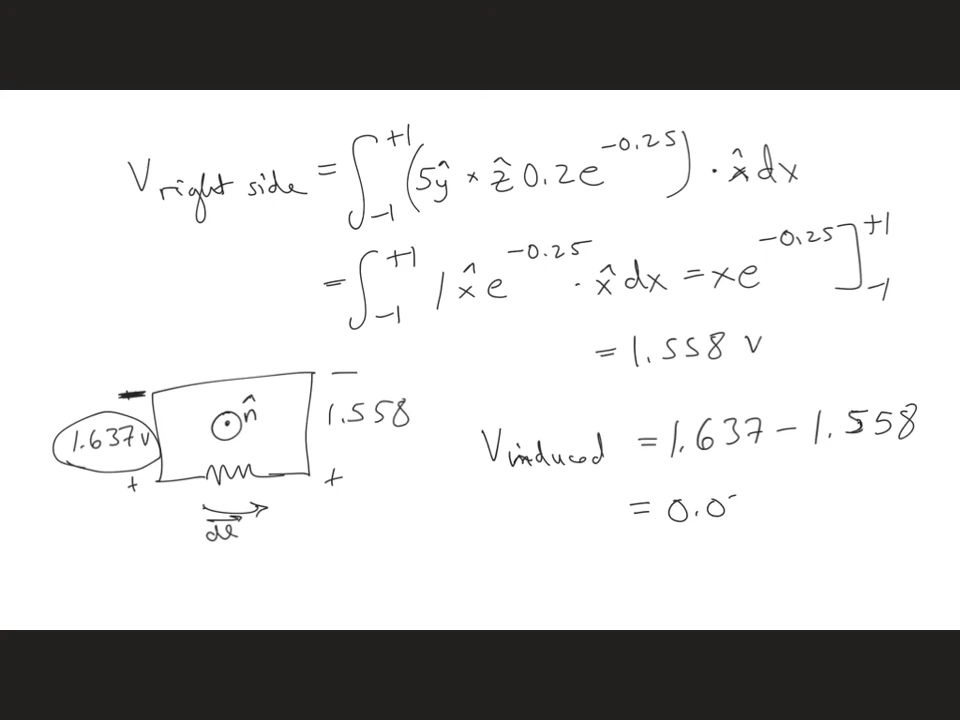 V right side = ∫_{-1}^{+1} (5ŷ × ẑ 0.2e^{-0.25}) · x̂ dx
= ∫_{-1}^{+1} 1 x̂ e^{-0.25} · x̂ dx = xe^{-0.25} ]_{-1}^{+1}
= 1.558 v
− −
1.637v n̂ 1.558
+ +
dl
V induced = 1.637 − 1.558
= 0.0